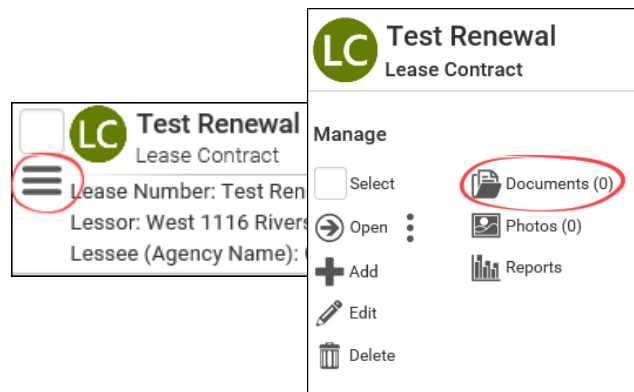 LC Test Renewal
Lease Contract
Lease Number: Test Ren
Lessor: West 1116 Rivers
Lessee (Agency Name):
LC Test Renewal
Lease Contract
Manage
Select
Documents (0)
Open
Photos (0)
Add
Reports
Edit
Delete